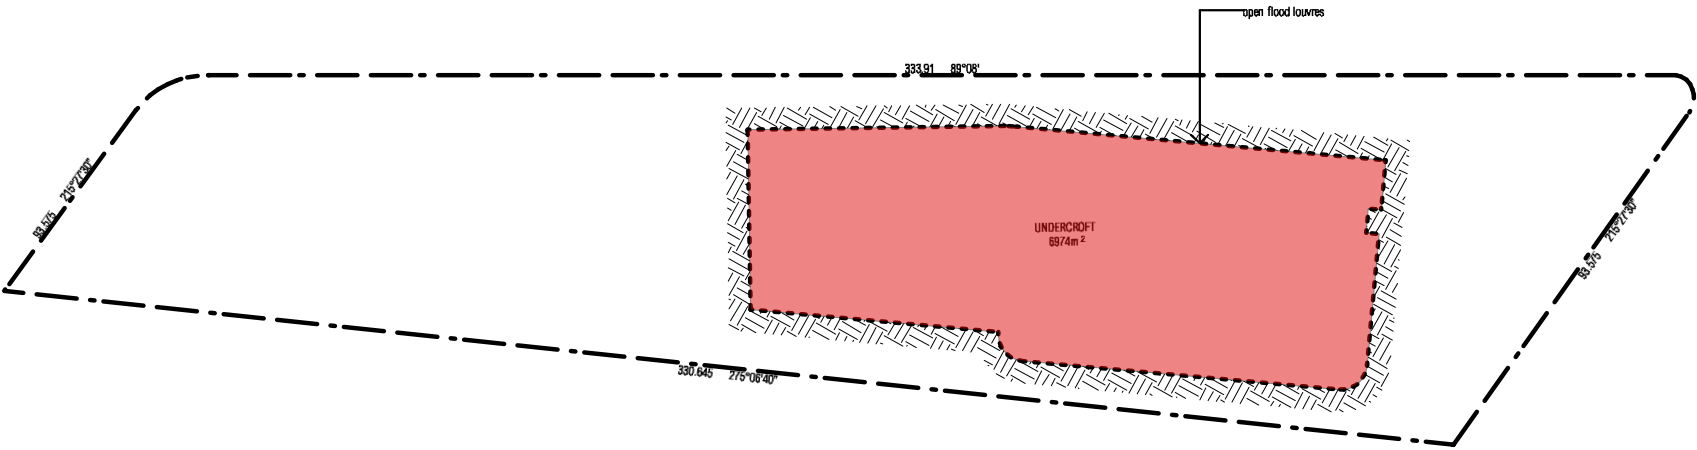 open flood louvres
333.91 89°08'
93.575 215°27'30"
UNDERCROFT
6974m²
93.575 215°27'30"
330.645 275°06'40"